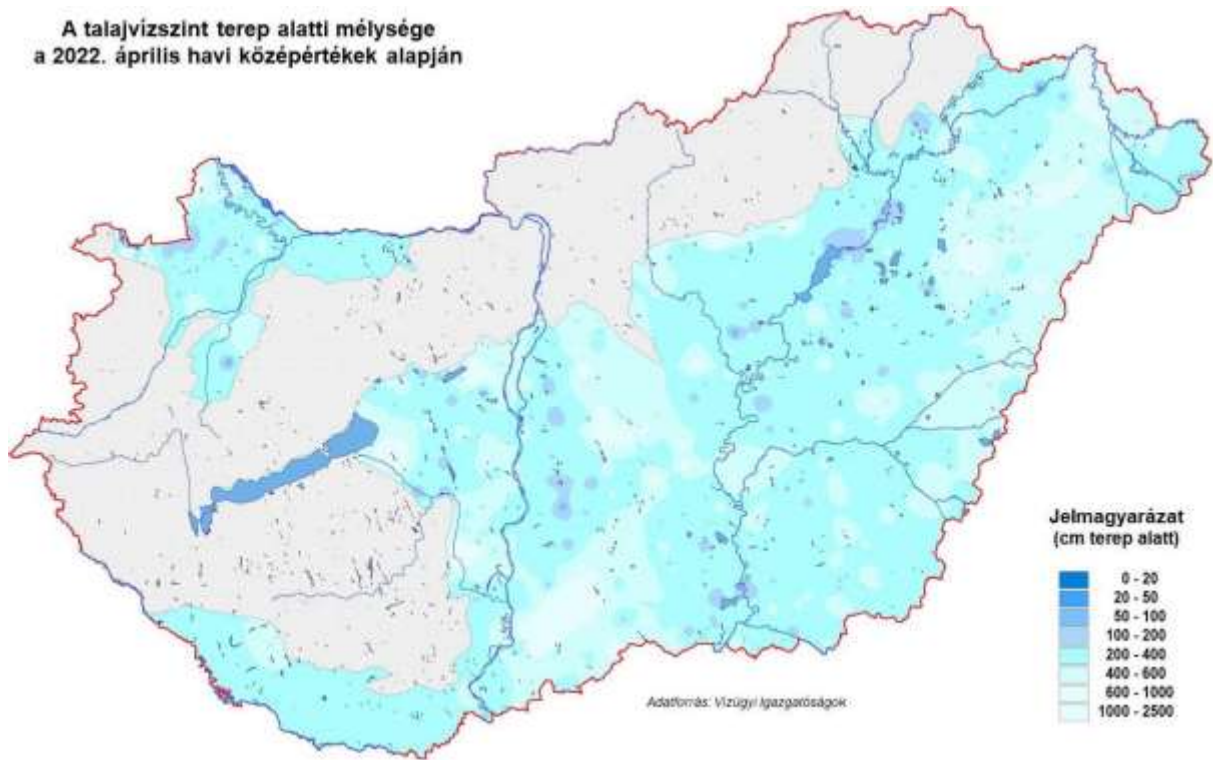 A talajvízszint terep alatti mélysége
a 2022. április havi középértékek alapján
Jelmagyarázat
(cm terep alatt)
0 - 20
20 - 50
50 - 100
100 - 200
200 - 400
400 - 600
600 - 1000
1000 - 2500
Adatforrás: Vízügyi Igazgatóságok